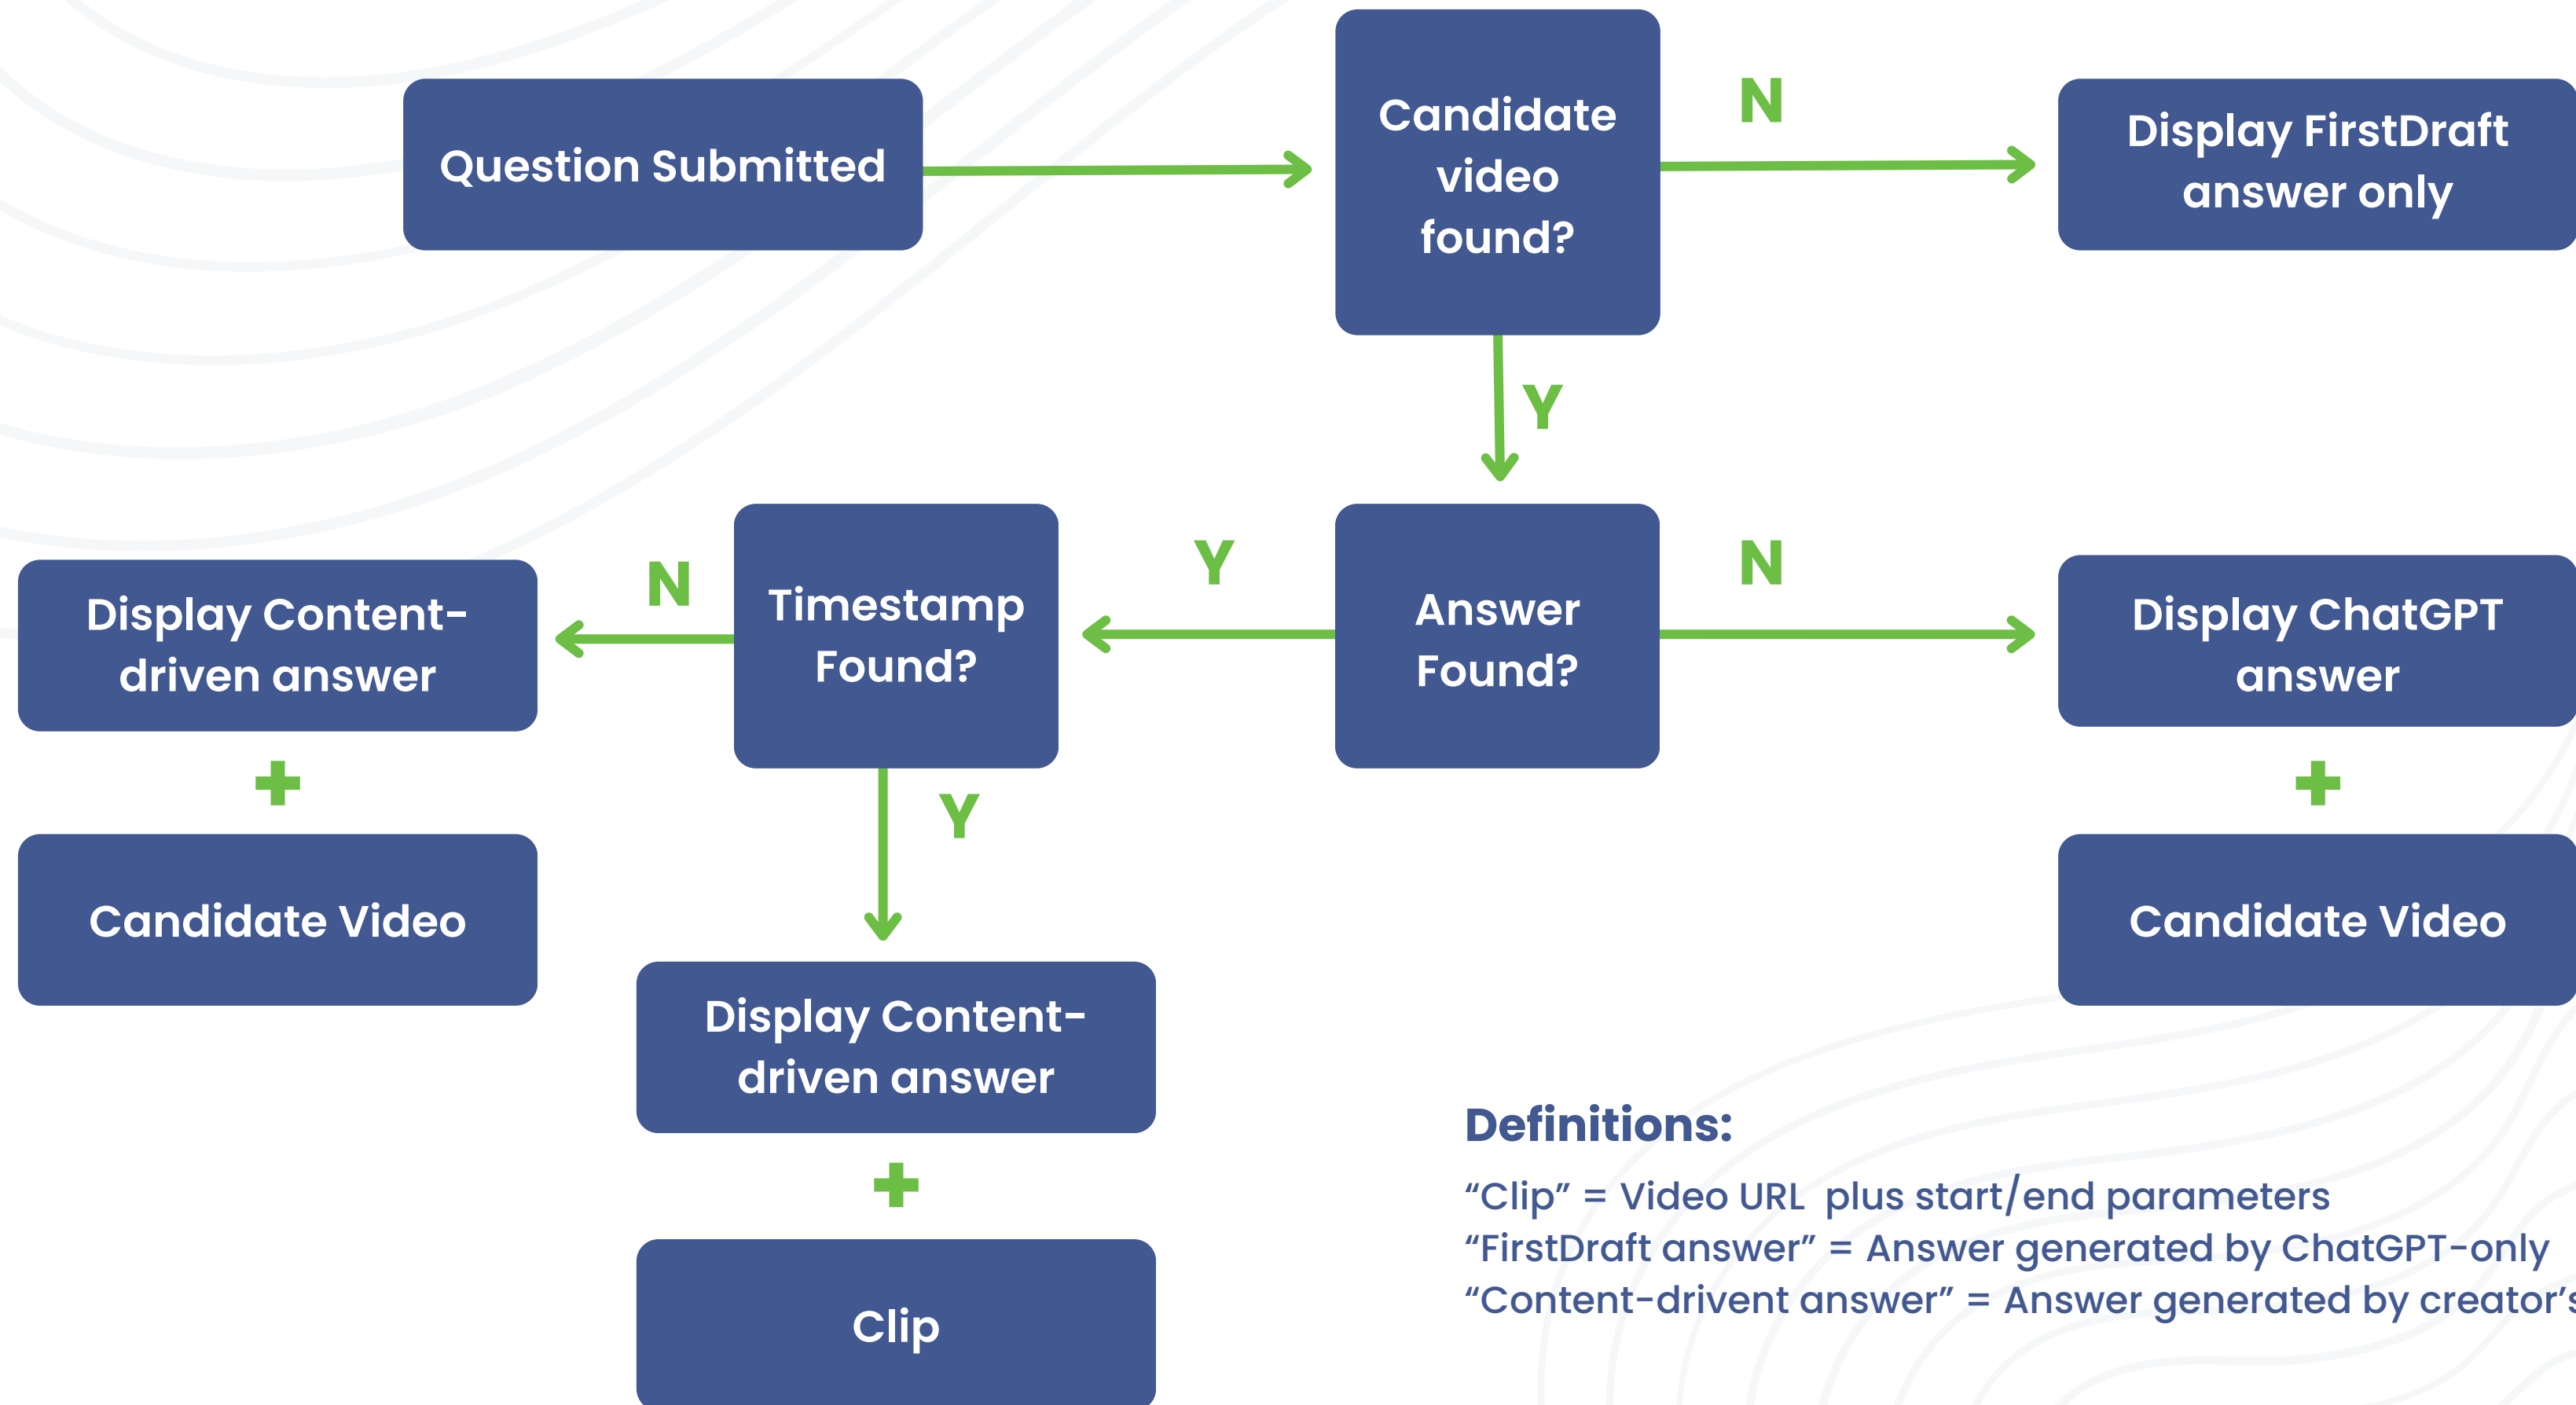 Question Submitted
Candidate
video
found?
N
Display FirstDraft
answer only
Y
Display Content-
driven answer
N
Timestamp
Found?
Y
Answer
Found?
N
Display ChatGPT
answer
+
Candidate Video
Y
+
Candidate Video
Display Content-
driven answer
+
Clip
Definitions:
“Clip” = Video URL plus start/end parameters
“FirstDraft answer” = Answer generated by ChatGPT-only
“Content-drivent answer” = Answer generated by creator’s